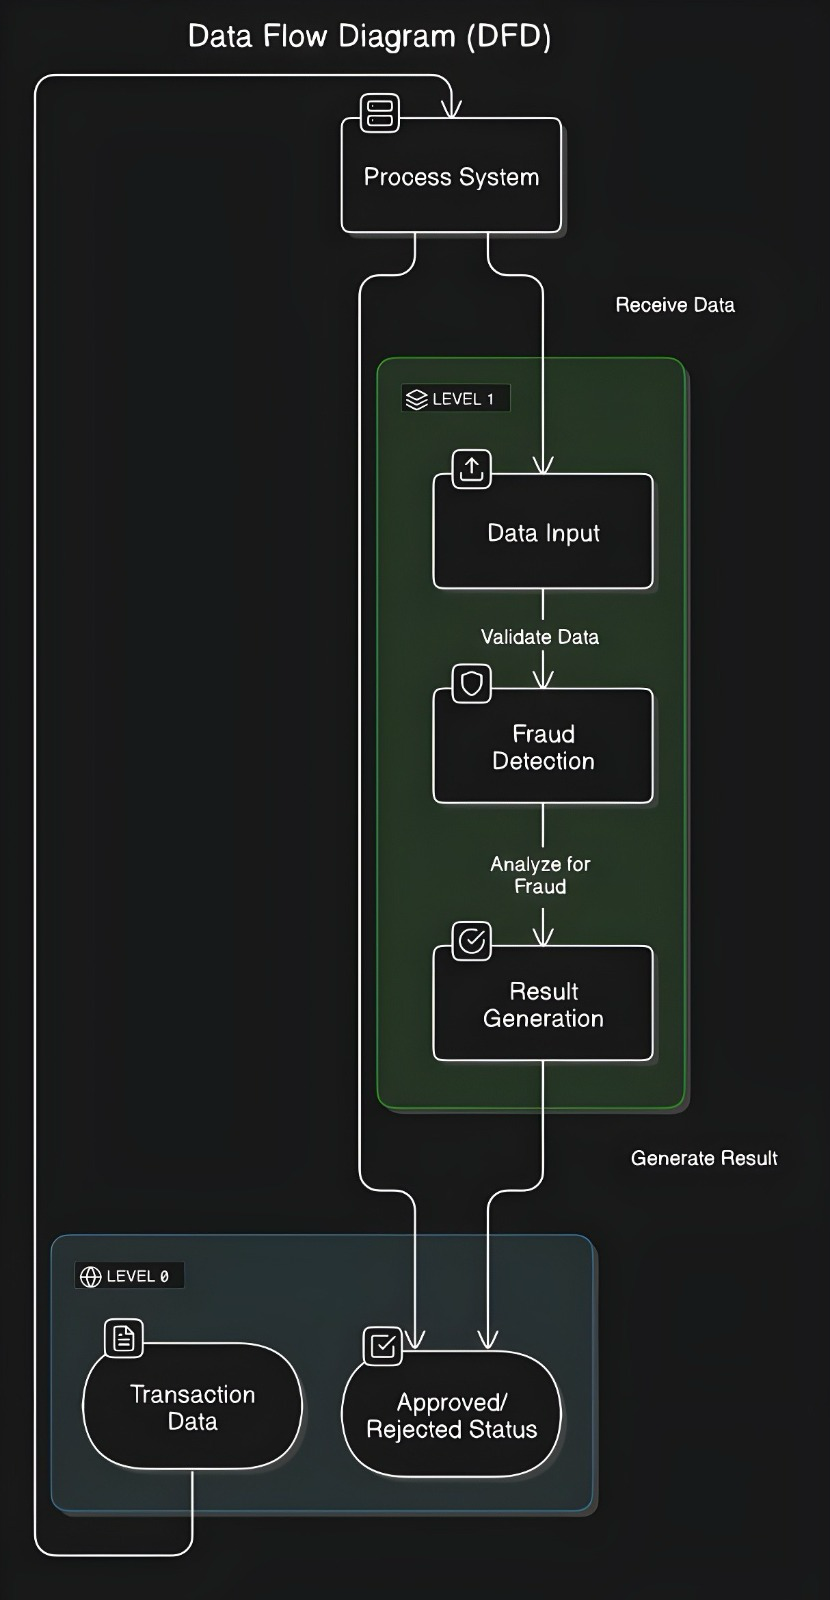 Data Flow Diagram (DFD)
Process System
Receive Data
LEVEL 1
Data Input
Validate Data
Fraud
Detection
Analyze for
Fraud
Result
Generation
Generate Result
LEVEL 0
Transaction
Data
Approved/
Rejected Status